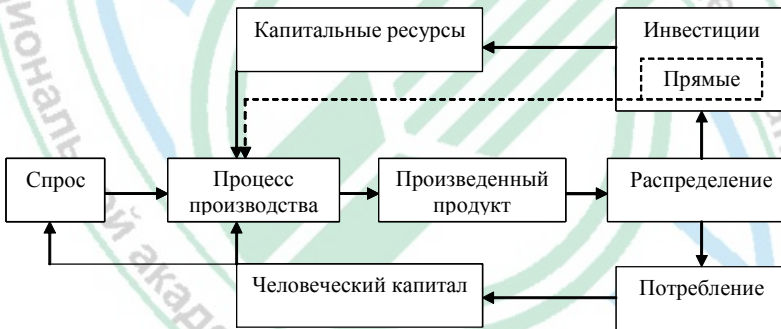 Капитальные ресурсы
Инвестиции
Прямые
Спрос
Процесс
производства
Произведенный
продукт
Распределение
Человеческий капитал
Потребление